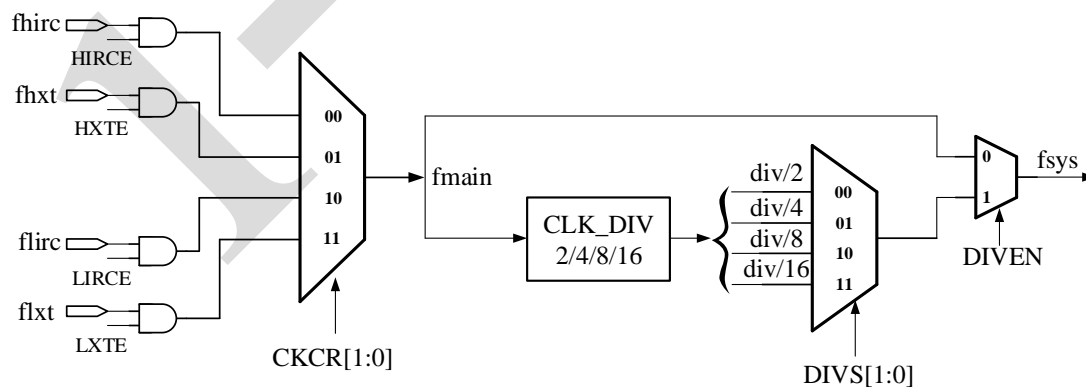 fhirc
HIRCE
fhxt
HXTE
flirc
LIRCE
flxt
LXTE
00
01
10
11
CKCR[1:0]
fmain
CLK_DIV
2/4/8/16
div/2
div/4
div/8
div/16
00
01
10
11
DIVS[1:0]
0
1
DIVEN
fsys